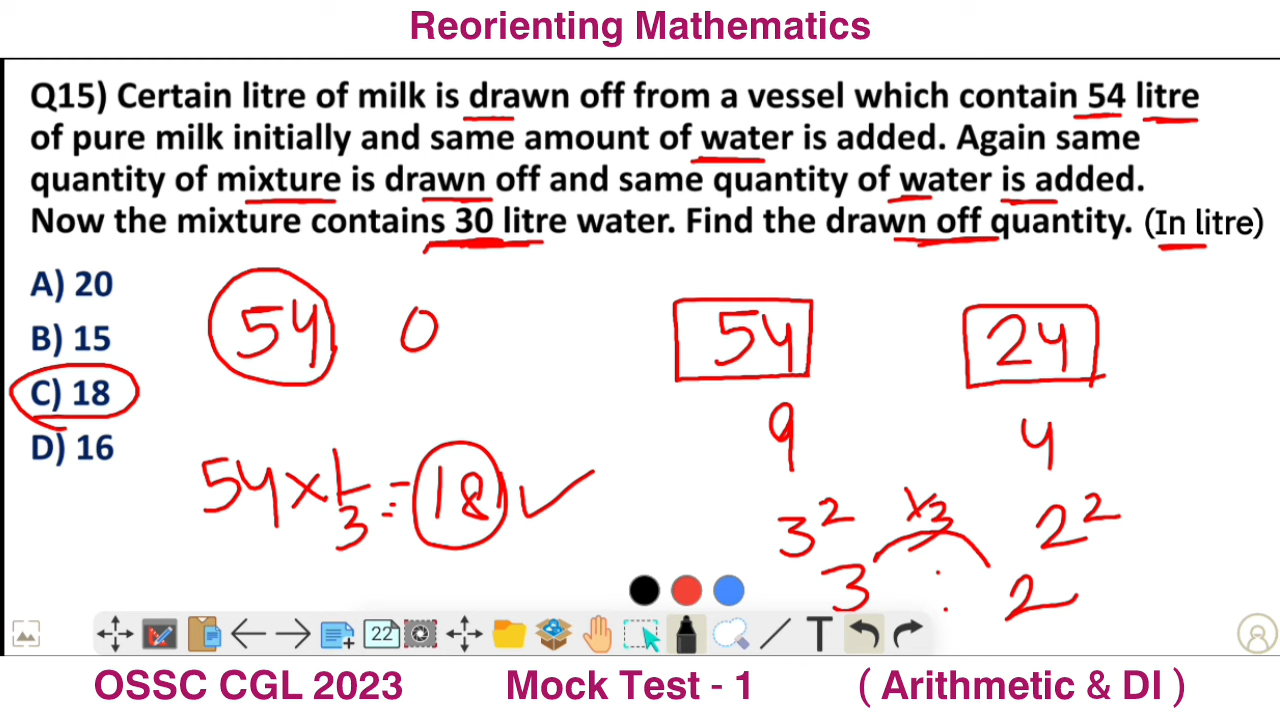 Reorienting Mathematics
Q15) Certain litre of milk is drawn off from a vessel which contain 54 litre
of pure milk initially and same amount of water is added. Again same
quantity of mixture is drawn off and same quantity of water is added.
Now the mixture contains 30 litre water. Find the drawn off quantity. (In litre)
A) 20
B) 15
C) 18
D) 16
54 0
54 24
9 4
54 × 1/3 = 18 ✓
3² 2²
3 : 2
22 T
OSSC CGL 2023 Mock Test - 1 ( Arithmetic & DI )